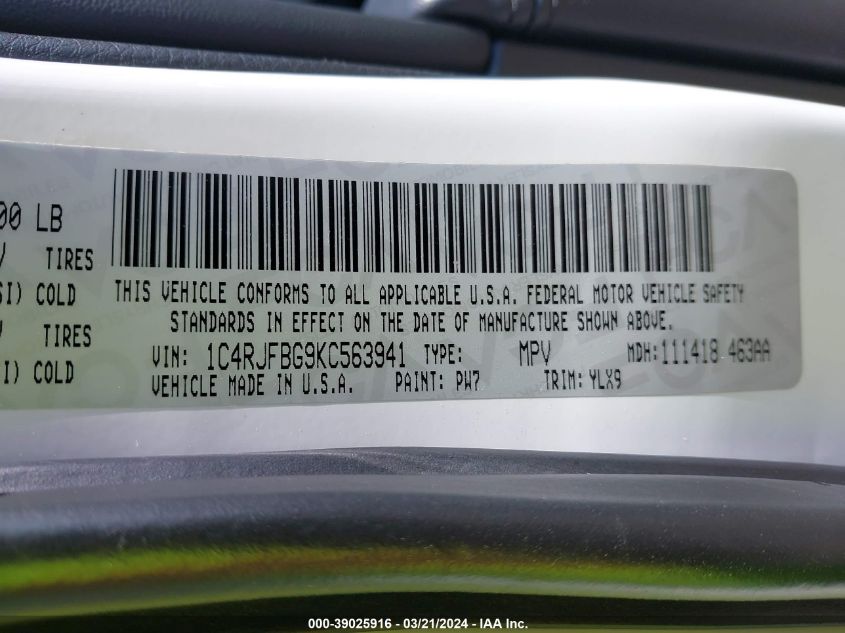 00 LB
TIRES
SI) COLD
TIRES
I) COLD
THIS VEHICLE CONFORMS TO ALL APPLICABLE U.S.A. FEDERAL MOTOR VEHICLE SAFETY
STANDARDS IN EFFECT ON THE DATE OF MANUFACTURE SHOWN ABOVE.
VIN: 1C4RJFBG9KC563941 TYPE: MPV MDH:111418 463AA
VEHICLE MADE IN U.S.A. PAINT: PW7 TRIM: YLX9
000-39025916 - 03/21/2024 - IAA Inc.